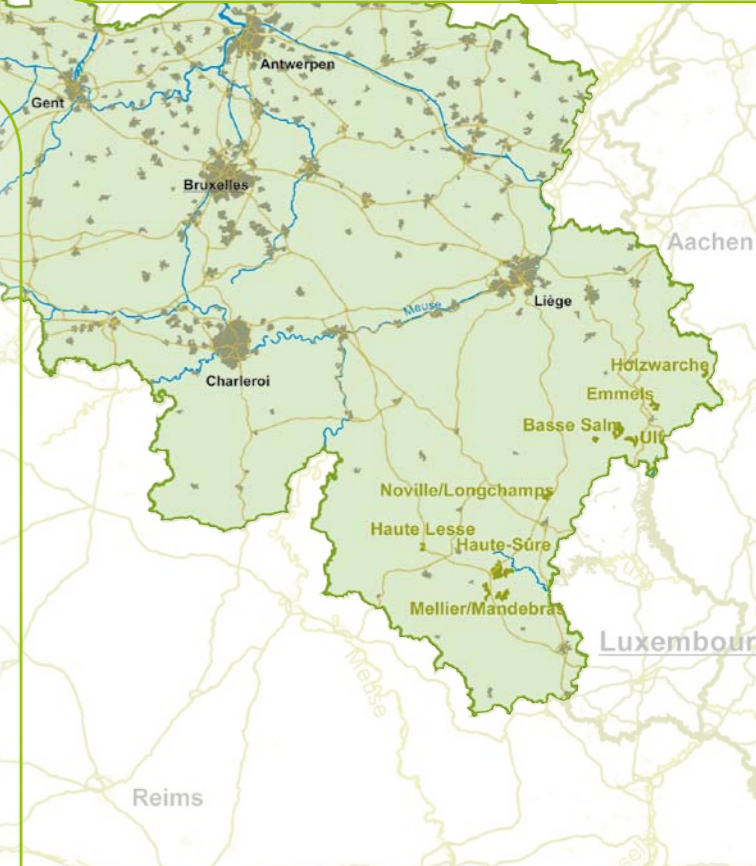 Antwerpen
Gent
Bruxelles
Aachen
Liège
Meuse
Charleroi
Holzwarche
Emmels
Basse Salm
Ulf
Noville/Longchamps
Haute Lesse
Haute-Sûre
Mellier/Mandebras
Luxembour
Meuse
Reims